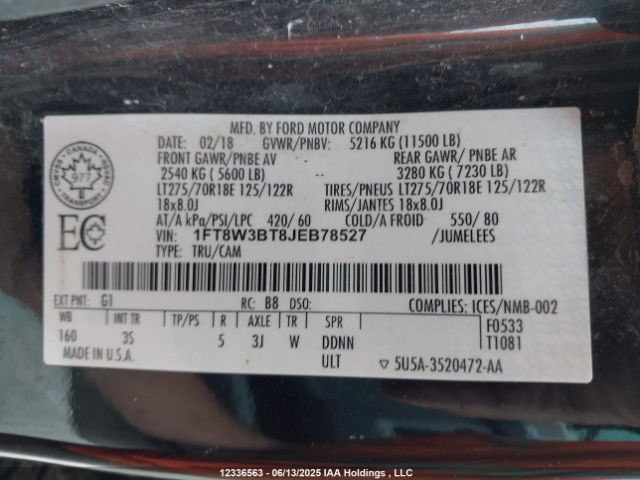 MFD. BY FORD MOTOR COMPANY
DATE: 02/18 GVWR/PNBV: 5216 KG (11500 LB)
FRONT GAWR/PNBE AV -- REAR GAWR/ PNBE AR
2540 KG ( 5600 LB) -- 3280 KG ( 7230 LB)
LT275/70R18E 125/122R TIRES/PNEUS LT275/70R18E 125/122R
18x8.0J RIMS/JANTES 18x8.0J
AT/A kPa/PSI/LPC 420/ 60 COLD/A FROID 550/ 80
VIN: 1FT8W3BT8JEB78527 /JUMELEES
TYPE: TRU/CAM
CANADA
977
TRANSPORT
EC
EXT PNT: G1 RC: B8 DSO: COMPLIES: ICES/NMB-002
WB INT TR TP/PS R AXLE TR SPR F0533
160 3S 5 3J W DDNN T1081
MADE IN U.S.A. ULT 5U5A-3520472-AA
12336563 - 06/13/2025 IAA Holdings , LLC